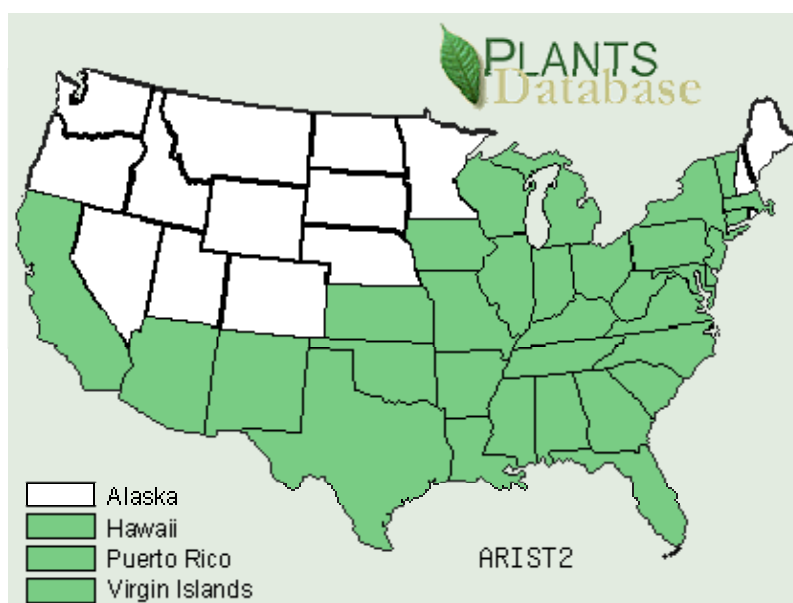 PLANTS
Database
Alaska
Hawaii
Puerto Rico
Virgin Islands
ARIST2